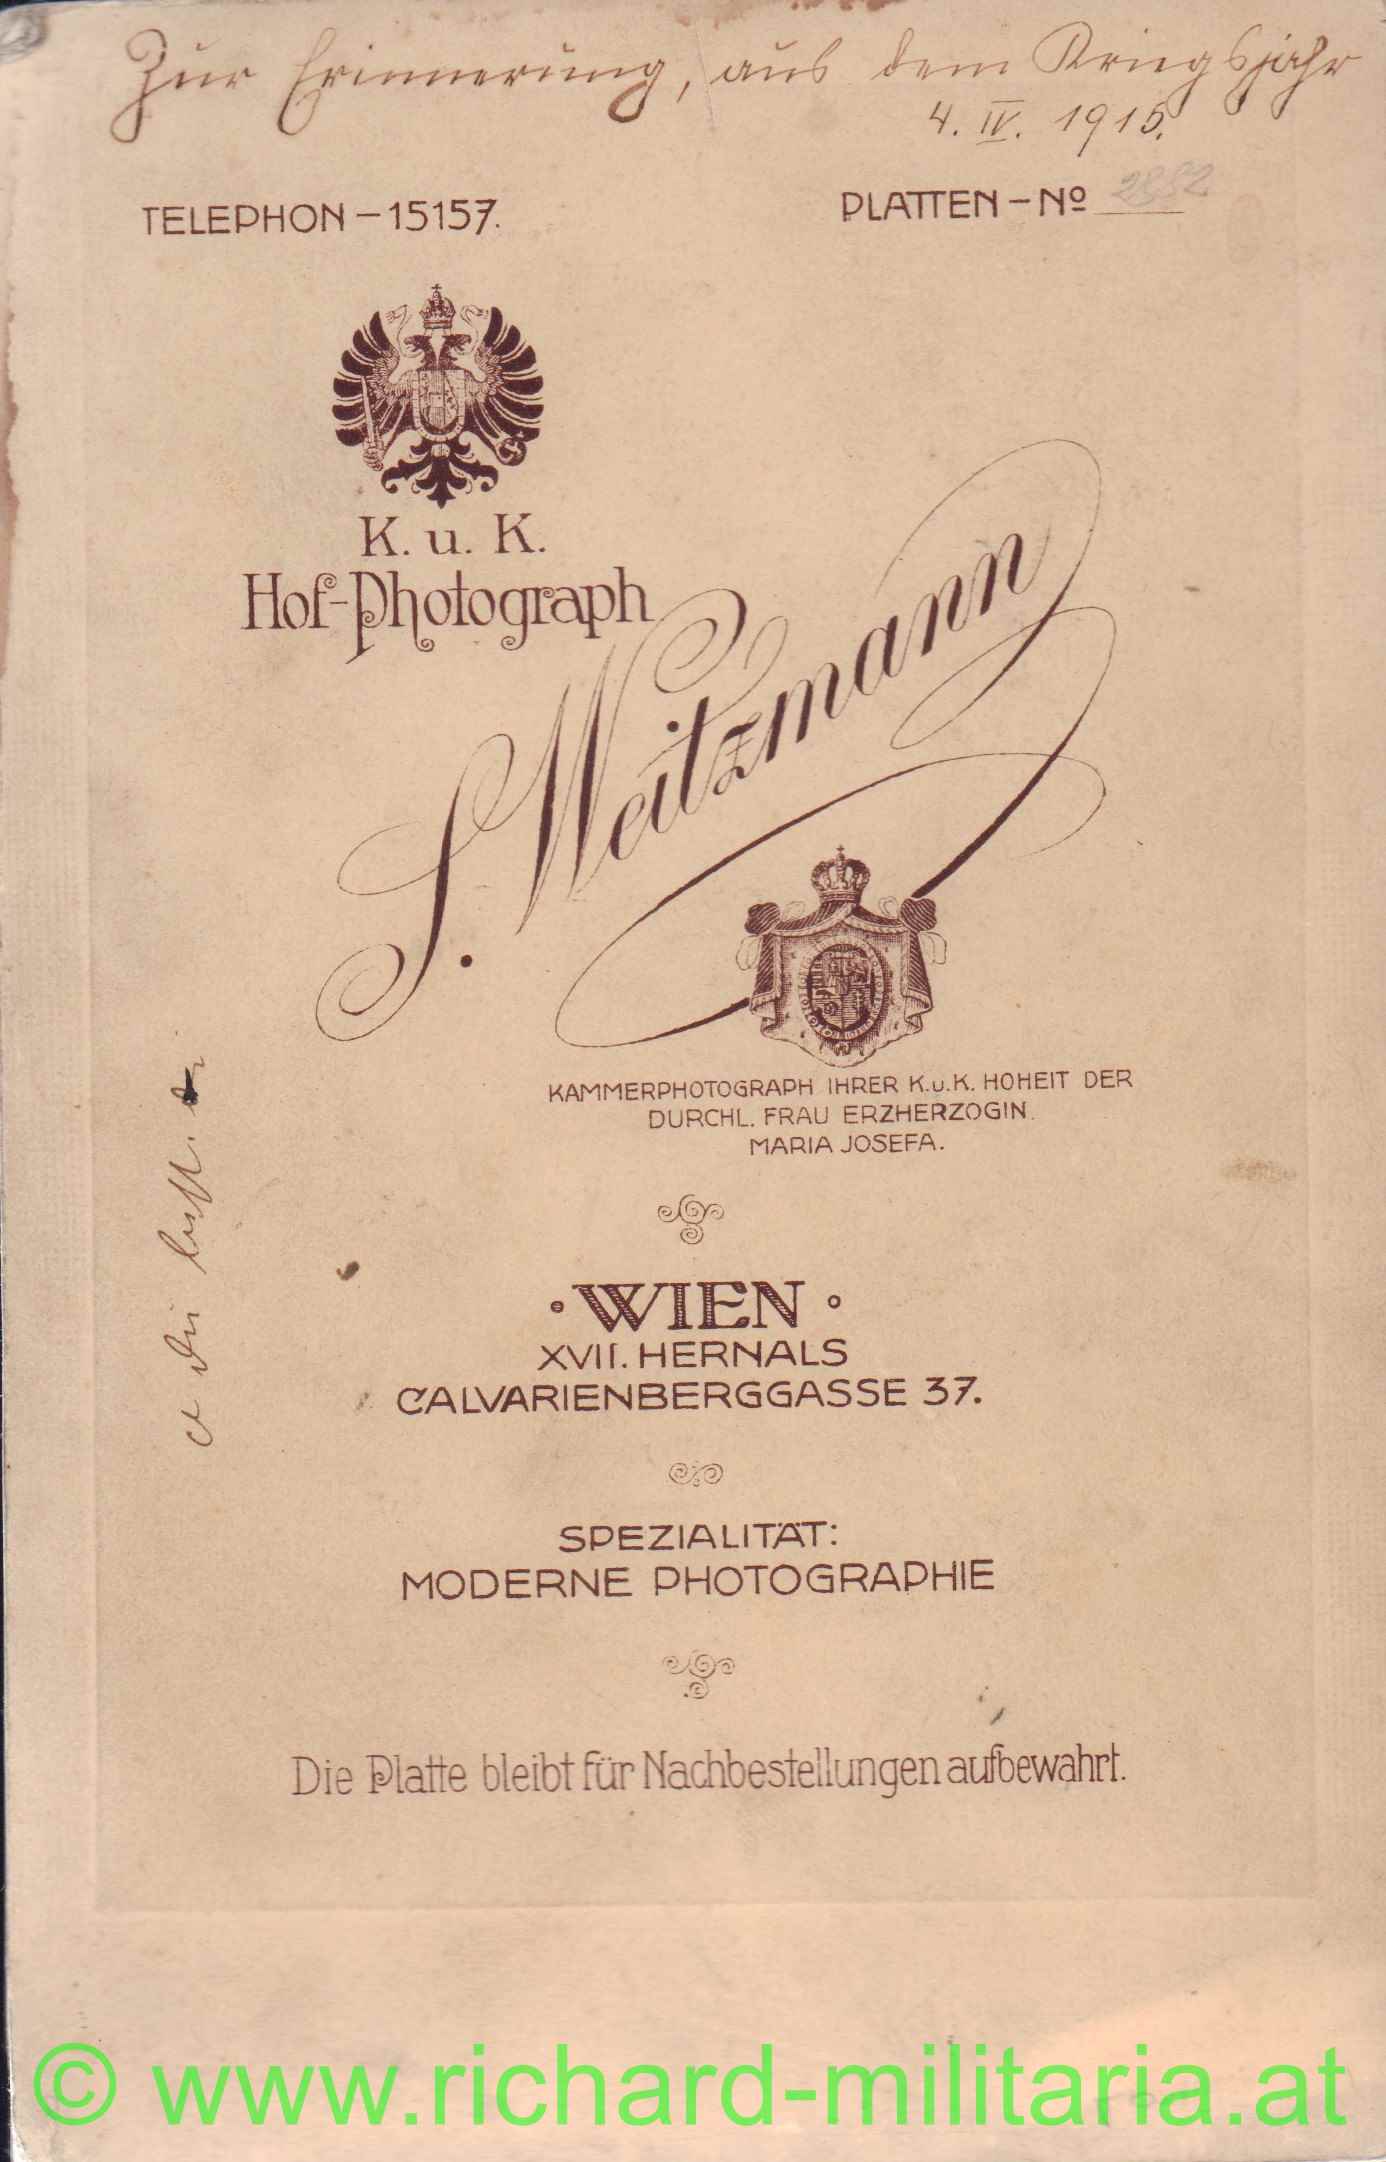 Zur Erinnerung, aus dem Kriegsjahr
4. IV. 1915.
TELEPHON – 15157.
PLATTEN – No 2882
K. u. K.
Hof-Photograph
S. Weitzmann
KAMMERPHOTOGRAPH IHRER K.u.K. HOHEIT DER
DURCHL. FRAU ERZHERZOGIN
MARIA JOSEFA.
WIEN
XVII. HERNALS
CALVARIENBERGGASSE 37.
SPEZIALITÄT:
MODERNE PHOTOGRAPHIE
Die Platte bleibt für Nachbestellungen aufbewahrt.
© www.richard-militaria.at